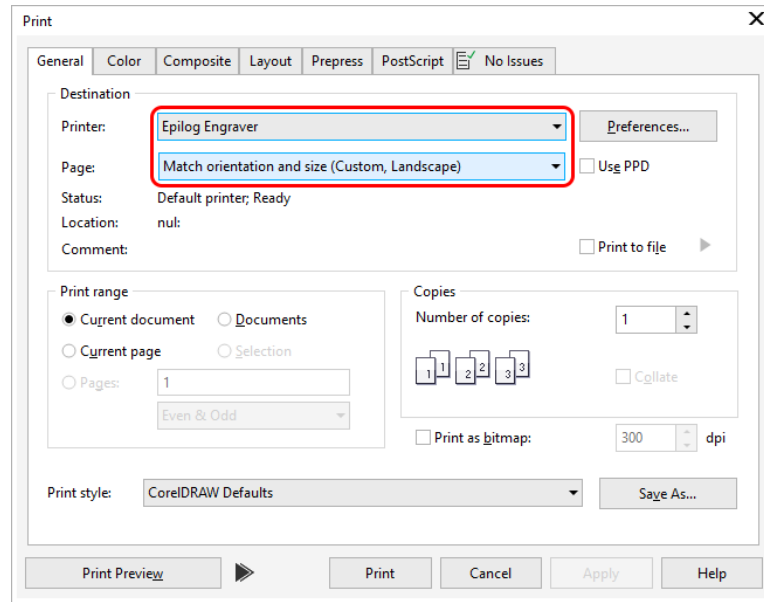 Print
General Color Composite Layout Prepress PostScript No Issues
Destination
Printer: Epilog Engraver Preferences...
Page: Match orientation and size (Custom, Landscape) Use PPD
Status: Default printer; Ready
Location: nul:
Comment: Print to file
Print range
Current document Documents
Current page Selection
Pages: 1
Even & Odd
Copies
Number of copies: 1
1 1 2 2 3 3
Collate
Print as bitmap: 300 dpi
Print style: CorelDRAW Defaults Save As...
Print Preview Print Cancel Apply Help